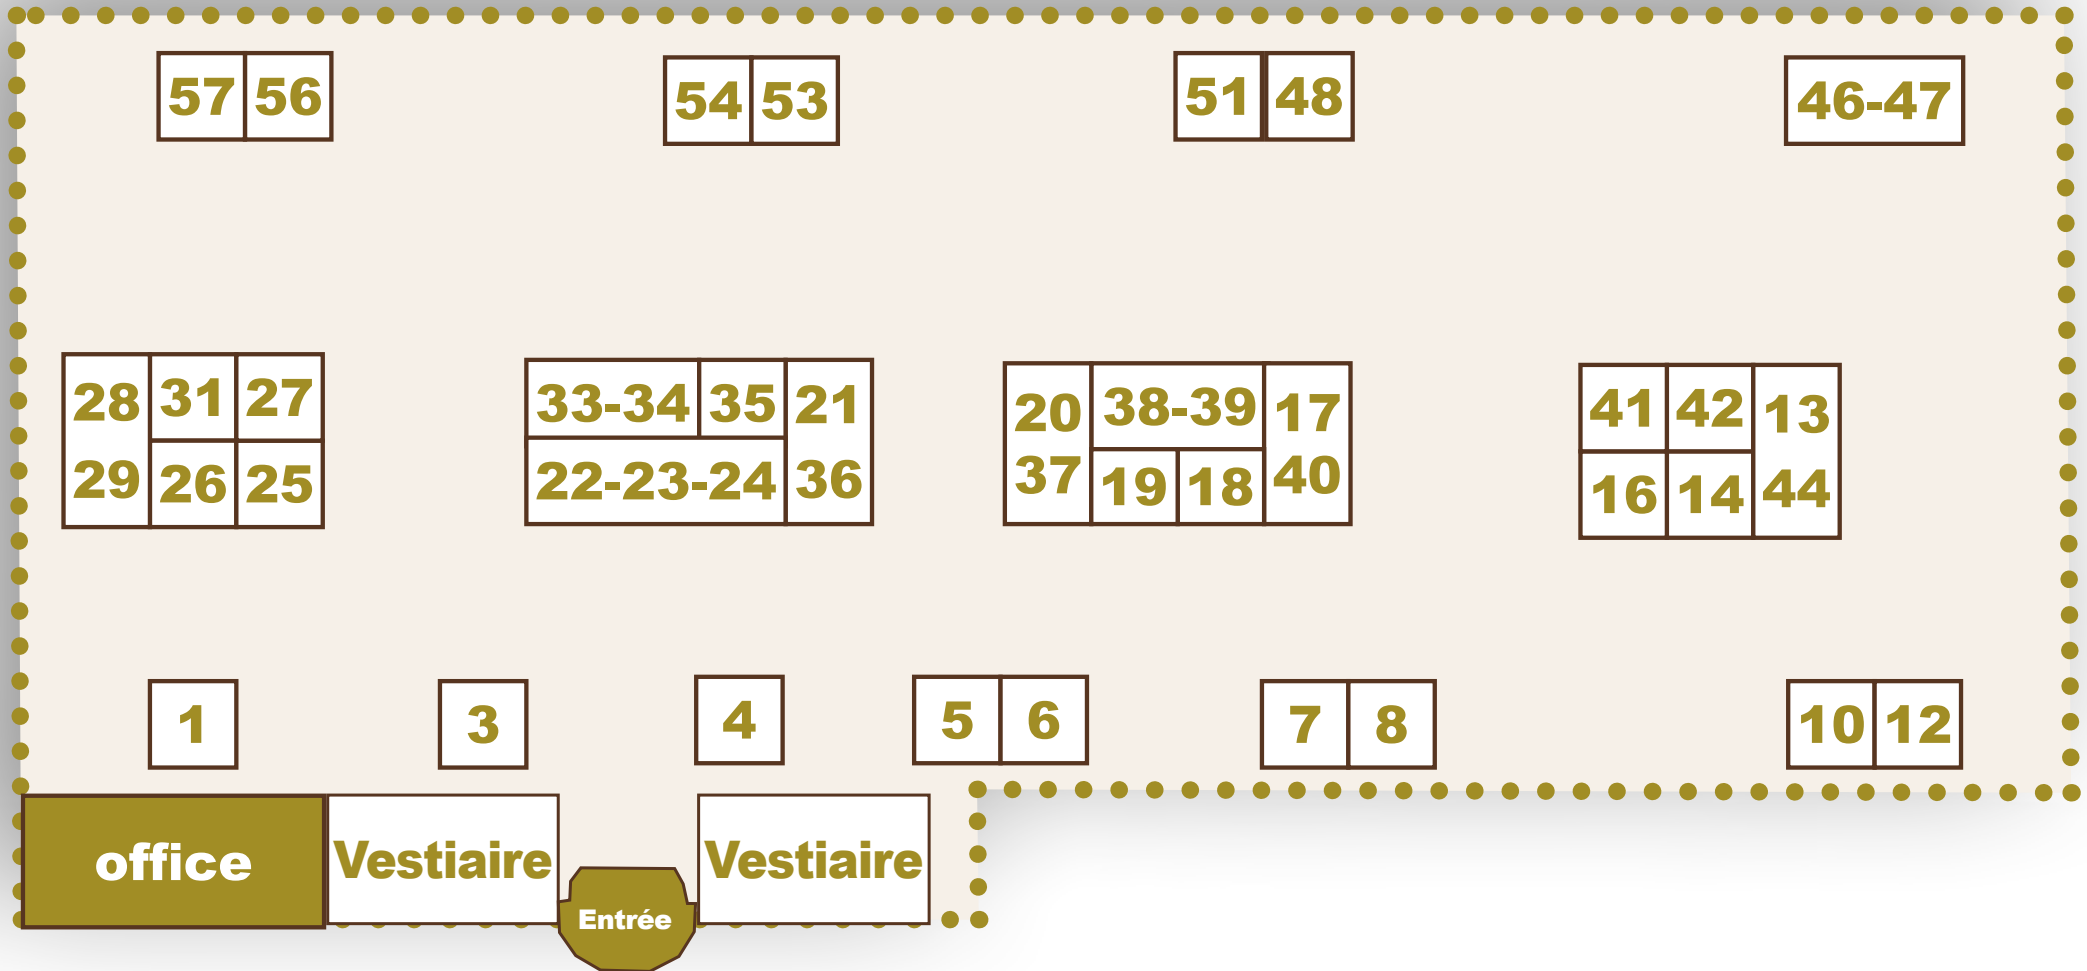 57 56 54 53 51 48 46-47
28 31 27 33-34 35 21 20 38-39 17 41 42 13
29 26 25 22-23-24 36 37 19 18 40 16 14 44
1 3 4 5 6 7 8 10 12
office Vestiaire Vestiaire
Entrée